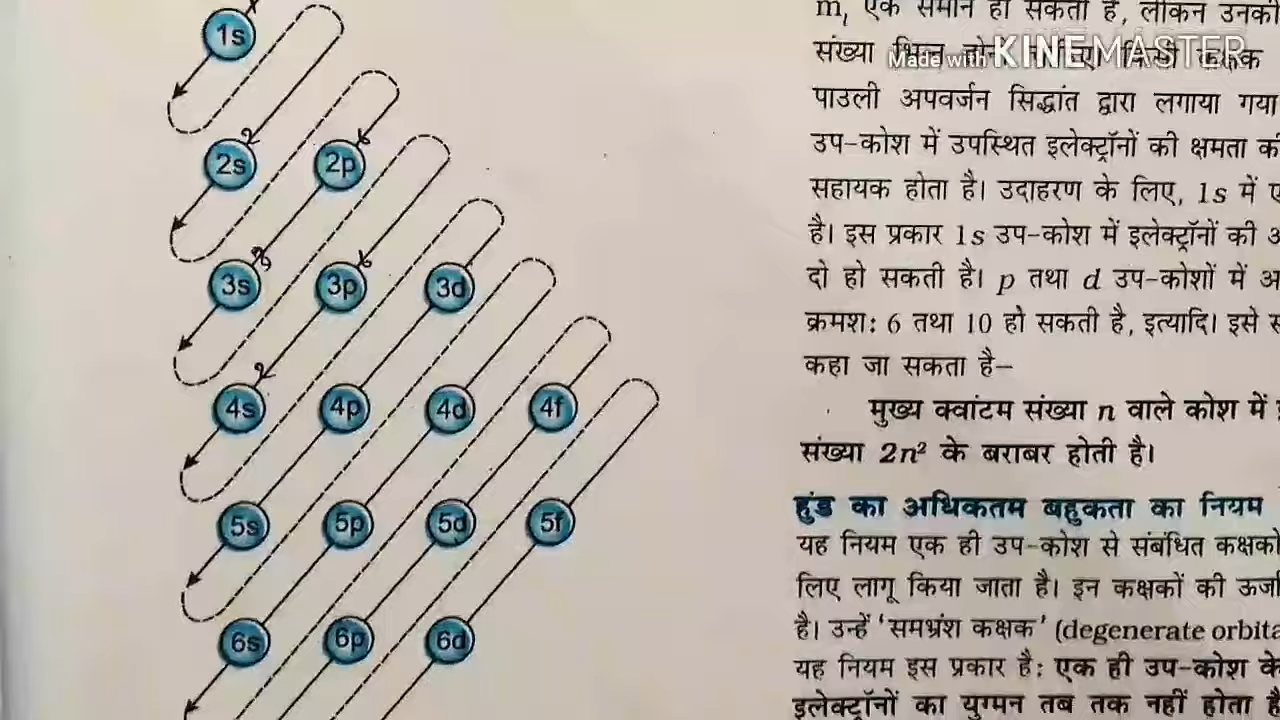 1s
2s 2p
3s 3p 3d
4s 4p 4d 4f
5s 5p 5d 5f
6s 6p 6d
Made with KINEMASTER
एक समान हो सकती है, लेकिन उनकी
संख्या भिन्न
पाउली अपवर्जन सिद्धांत द्वारा लगाया गया
उप-कोश में उपस्थित इलेक्ट्रॉनों की क्षमता
सहायक होता है। उदाहरण के लिए, 1s में
है। इस प्रकार 1s उप-कोश में इलेक्ट्रॉनों की
दो हो सकती है। p तथा d उप-कोशों में
क्रमश: 6 तथा 10 हो सकती है, इत्यादि। इसे
कहा जा सकता है–
मुख्य क्वांटम संख्या n वाले कोश में
संख्या 2n² के बराबर होती है।
हुंड का अधिकतम बहुकता का नियम
यह नियम एक ही उप-कोश से संबंधित कक्षकों
लिए लागू किया जाता है। इन कक्षकों की
है। उन्हें 'समभ्रंश कक्षक' (degenerate
यह नियम इस प्रकार है: एक ही उप-कोश के
इलेक्ट्रॉनों का युग्मन तब तक नहीं होता है